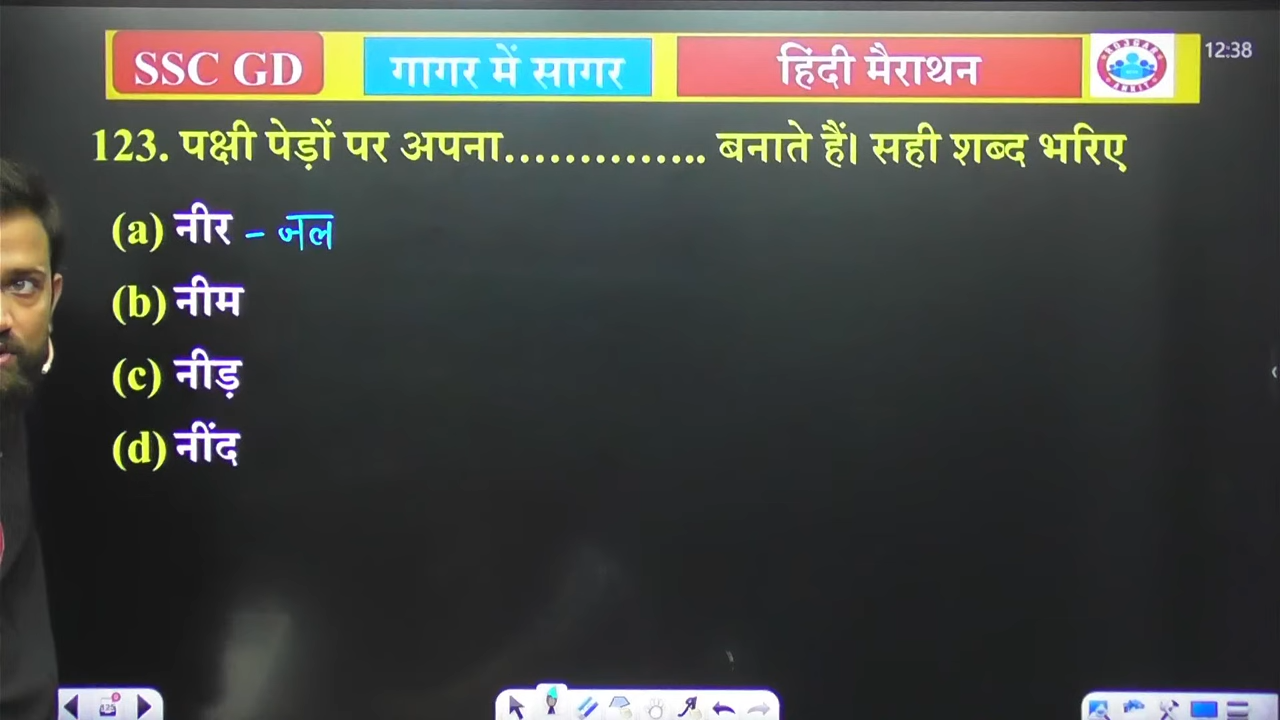 SSC GD
गागर में सागर
हिंदी मैराथन
12:38
123. पक्षी पेड़ों पर अपना.............. बनाते हैं। सही शब्द भरिए
(a) नीर - जल
(b) नीम
(c) नीड़
(d) नींद